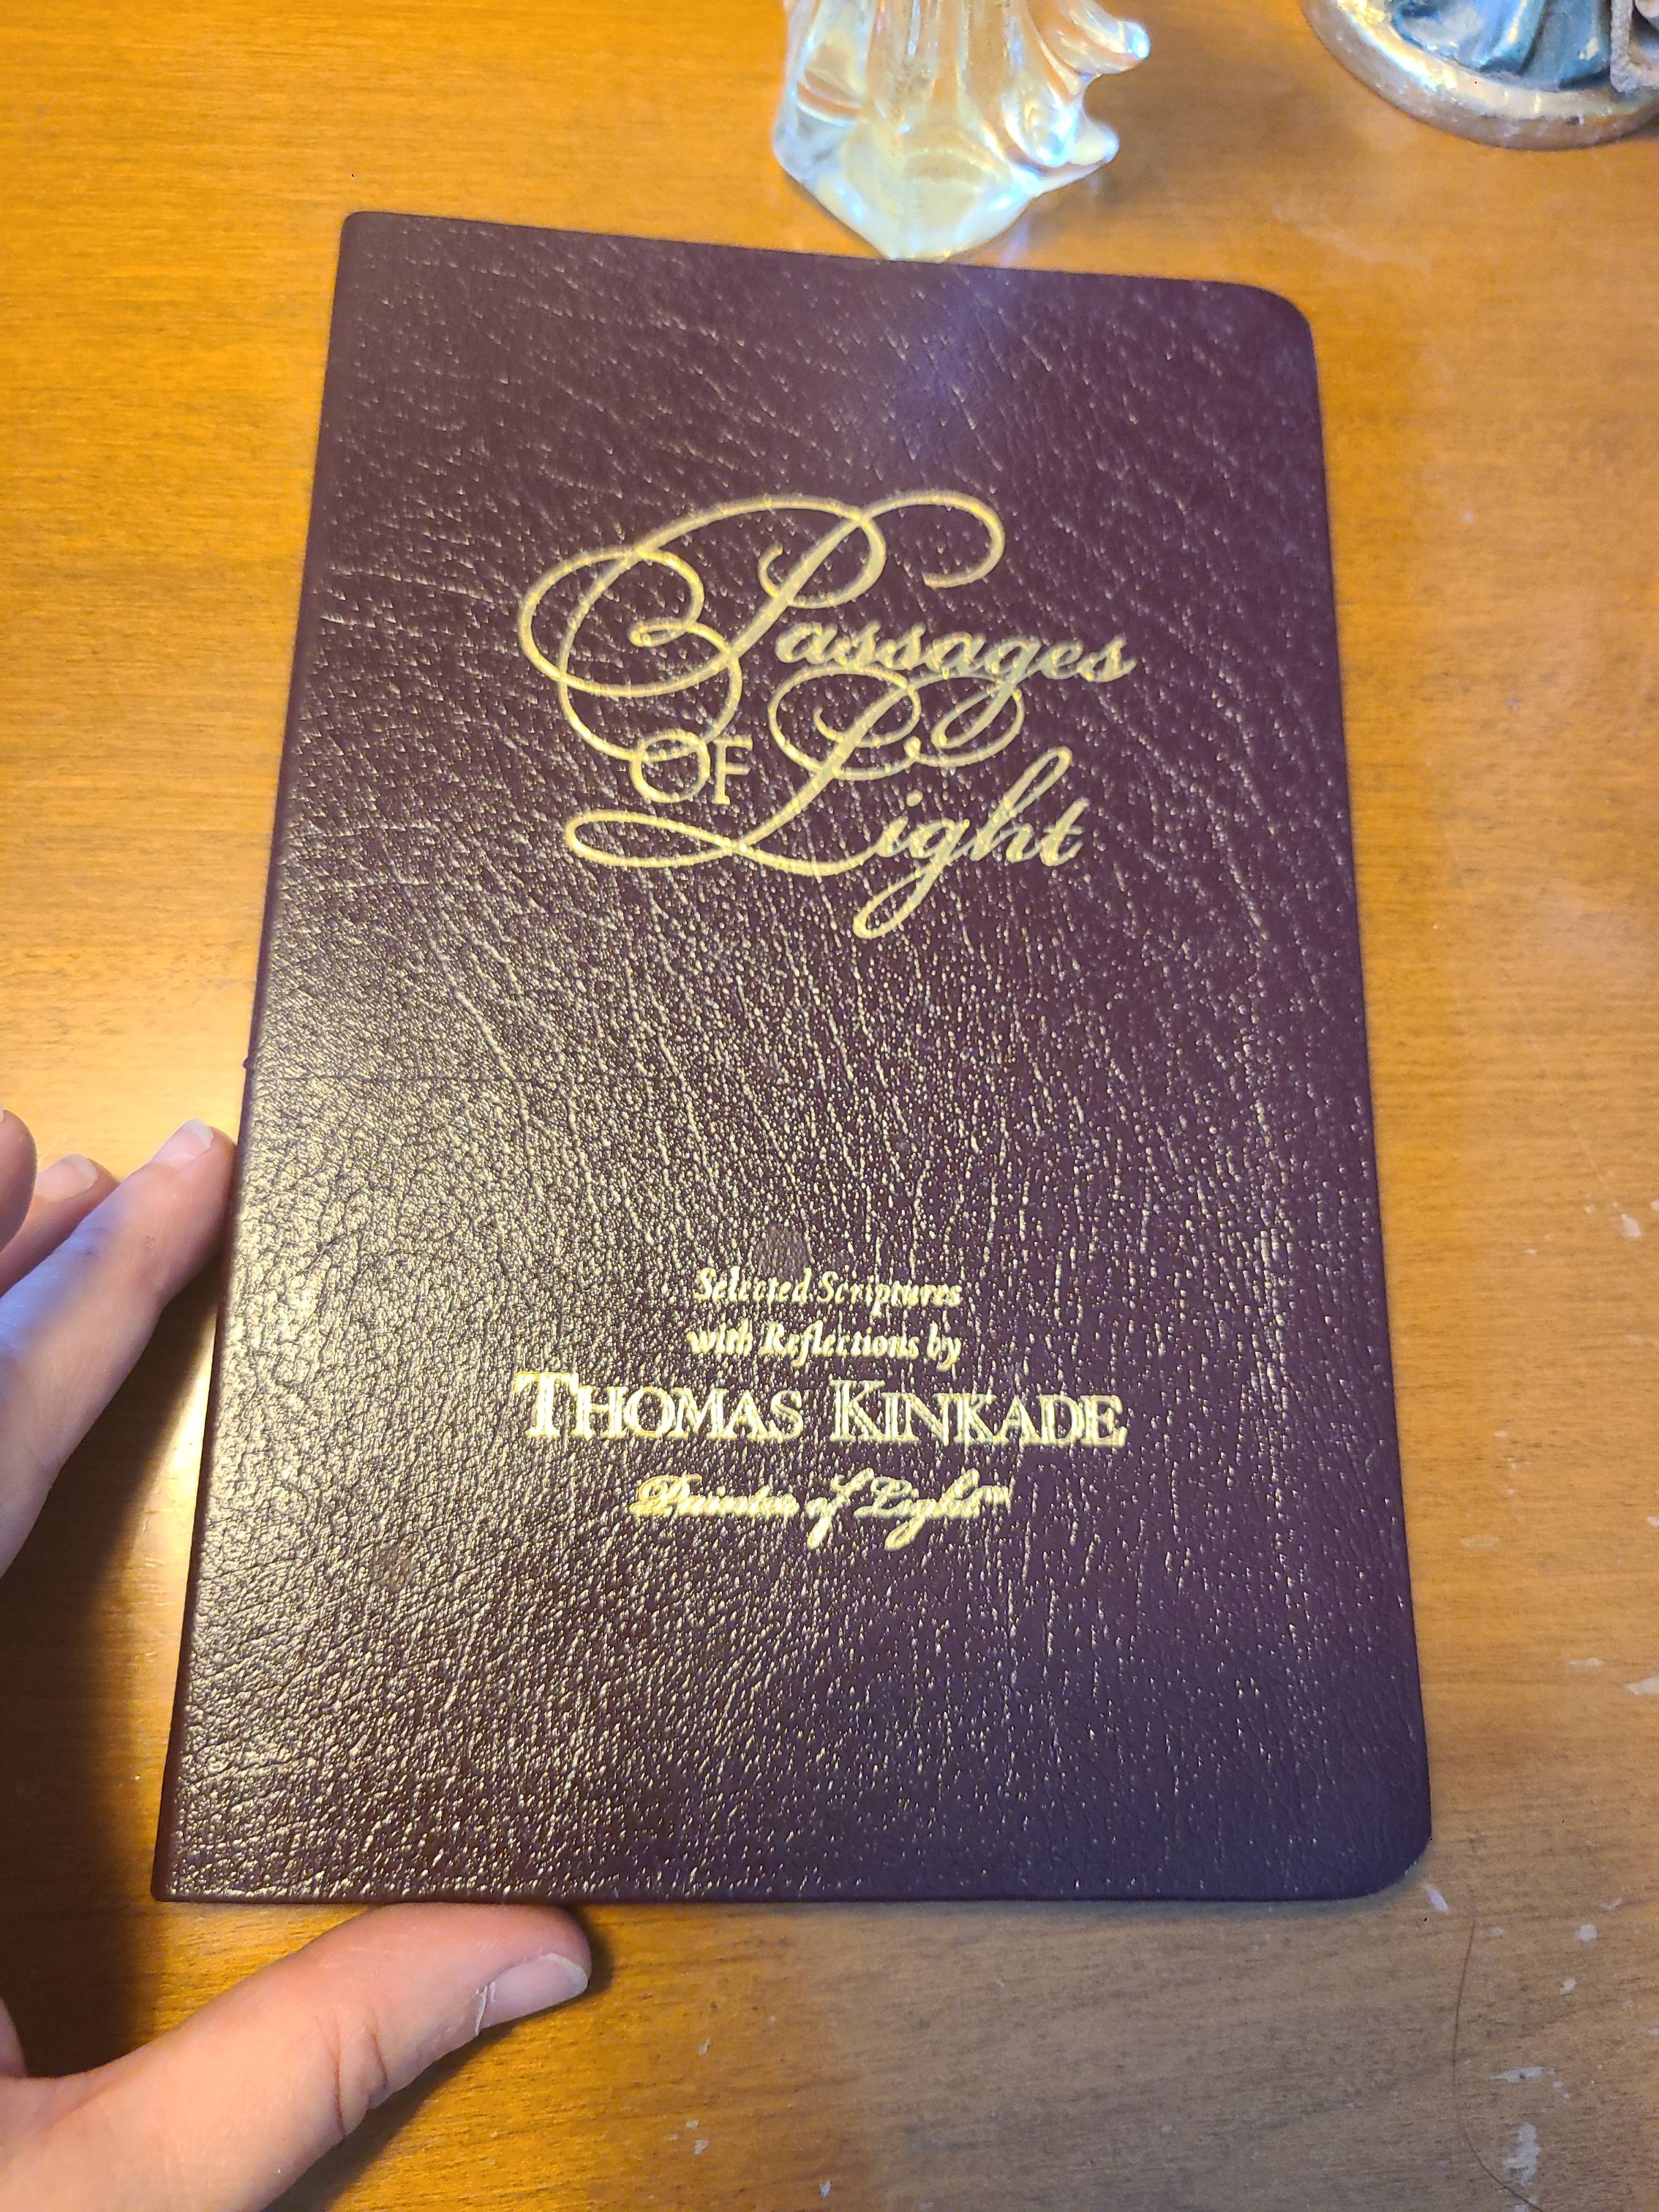 Passages
OF Light
Selected Scriptures
with Reflections by
THOMAS KINKADE
Painter of Light™